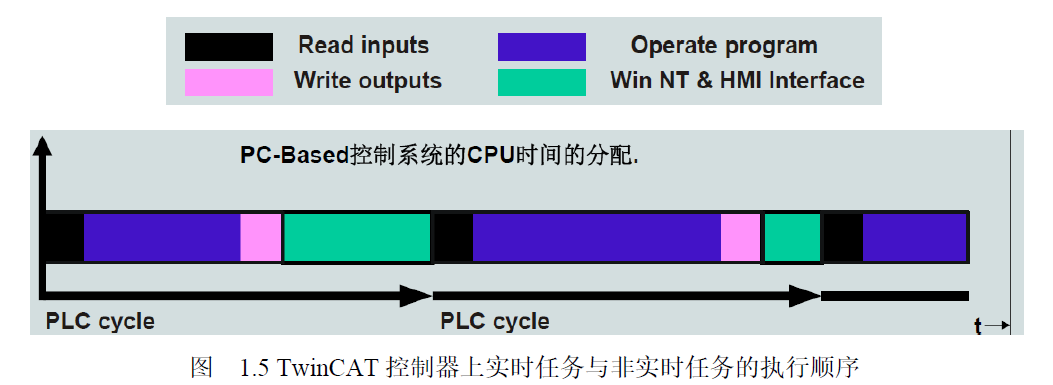 Read inputs
Operate program
Write outputs
Win NT & HMI Interface
PC-Based控制系统的CPU时间的分配.
PLC cycle
PLC cycle
t
图 1.5 TwinCAT 控制器上实时任务与非实时任务的执行顺序